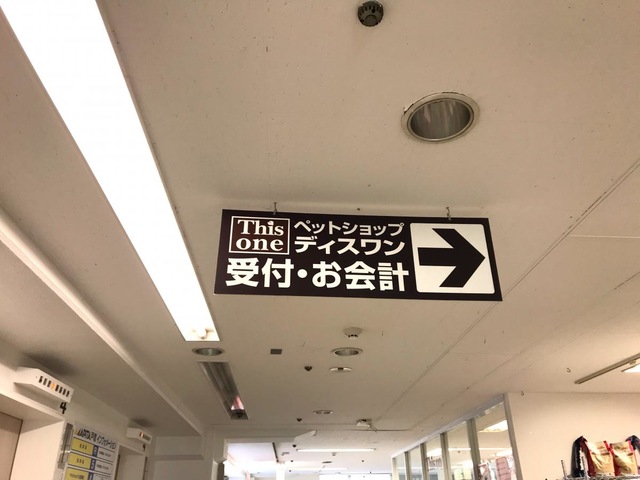 This
one
ペットショップ
ディスワン
受付・お会計